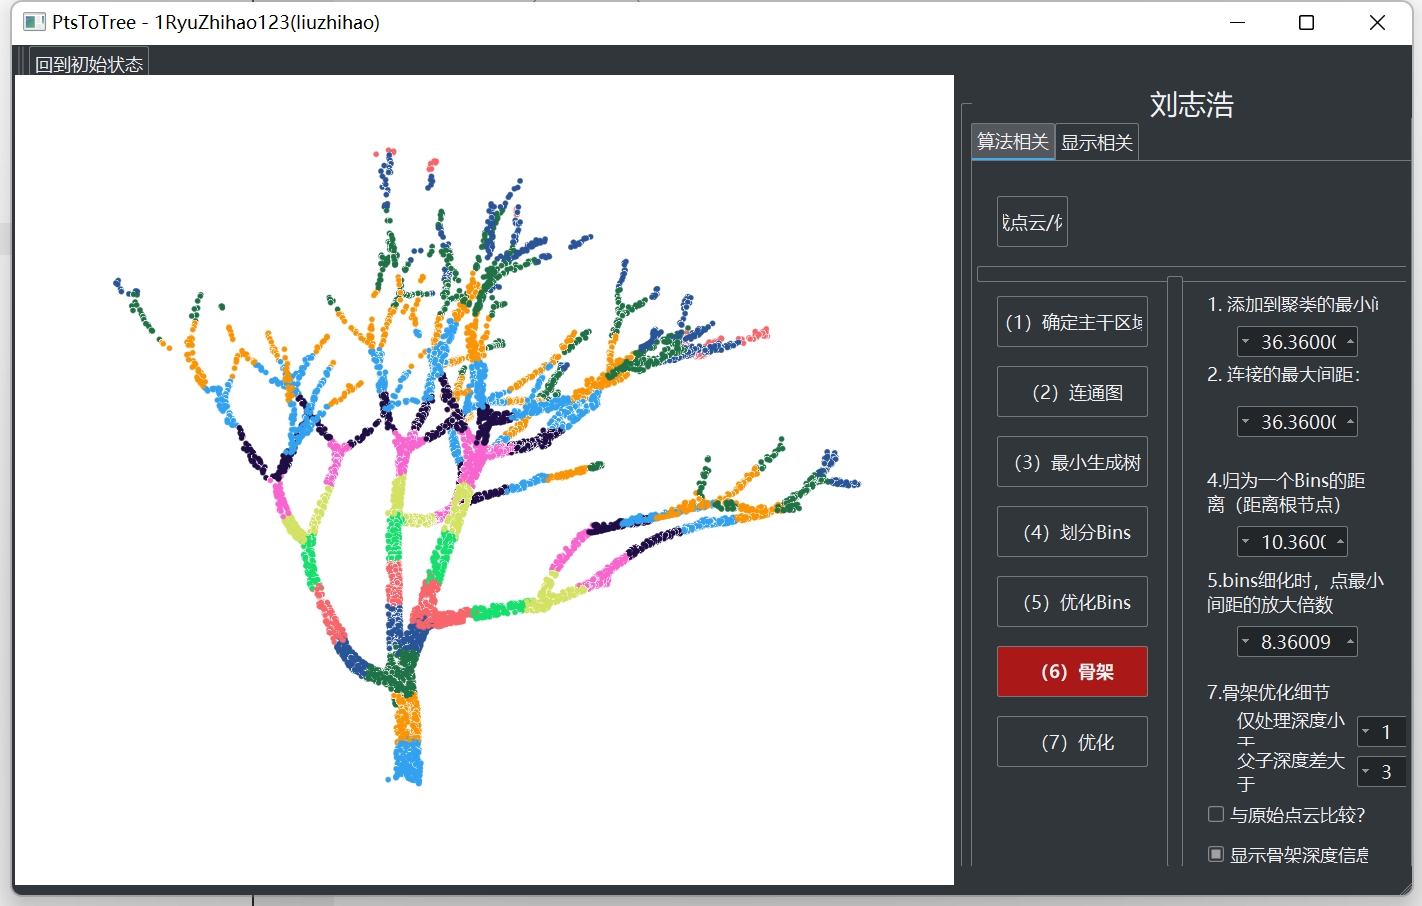 PtsToTree - 1RyuZhihao123(liuzhihao)
回到初始状态
刘志浩
算法相关
显示相关
点云/
(1) 确定主干区域
(2) 连通图
(3) 最小生成树
(4) 划分Bins
(5) 优化Bins
(6) 骨架
(7) 优化
1. 添加到聚类的最小
36.3600
2. 连接的最大间距：
36.3600
4.归为一个Bins的距
离（距离根节点）
10.360
5.bins细化时，点最小
间距的放大倍数
8.36009
7.骨架优化细节
仅处理深度小
于
1
父子深度差大
于
3
与原始点云比较？
显示骨架深度信息